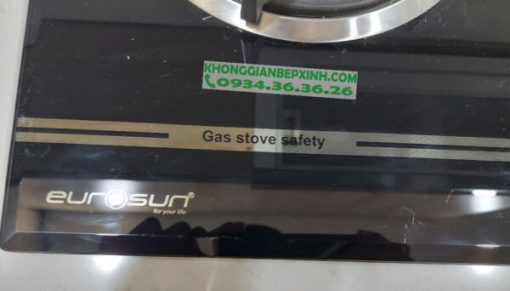 KHONGGIANBEPXINH.COM
0934.36.36.26
Gas stove safety
eurosun®
for your life